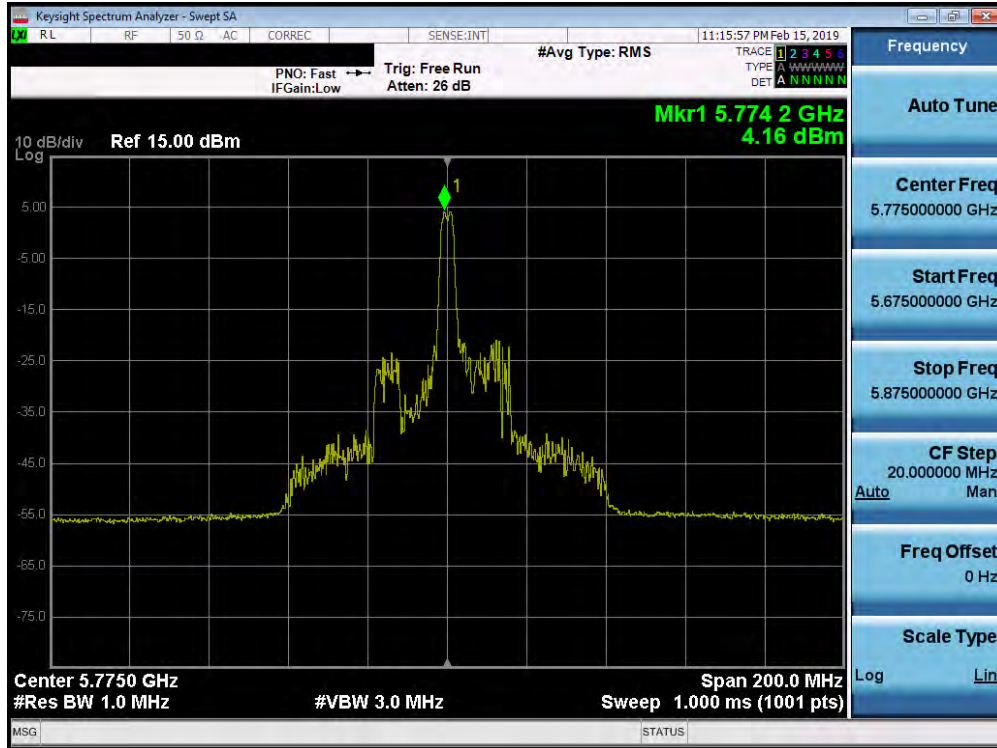 Keysight Spectrum Analyzer - Swept SA
LXI RL RF 50 Ω AC CORREC SENSE:INT 11:15:57 PM Feb 15, 2019
#Avg Type: RMS TRACE 1 2 3 4 5 6
PNO: Fast Trig: Free Run TYPE A WWWWW
IFGain:Low Atten: 26 dB DET A N N N N N
Mkr1 5.774 2 GHz
4.16 dBm
10 dB/div Ref 15.00 dBm
Log
1
5.00
-5.00
-15.0
-25.0
-35.0
-45.0
-55.0
-65.0
-75.0
Center 5.7750 GHz Span 200.0 MHz
#Res BW 1.0 MHz #VBW 3.0 MHz Sweep 1.000 ms (1001 pts)
MSG STATUS
Frequency
Auto Tune
Center Freq
5.775000000 GHz
Start Freq
5.675000000 GHz
Stop Freq
5.875000000 GHz
CF Step
20.000000 MHz
Auto Man
Freq Offset
0 Hz
Scale Type
Log Lin